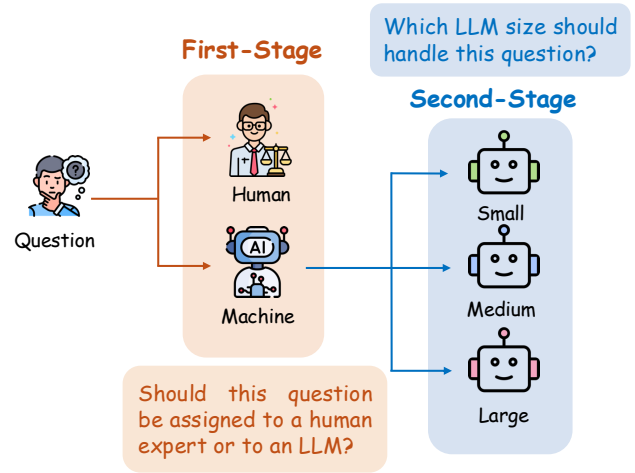 Which LLM size should
handle this question?
First-Stage
Second-Stage
Question
Human
AI
Machine
Small
Medium
Large
Should this question
be assigned to a human
expert or to an LLM?